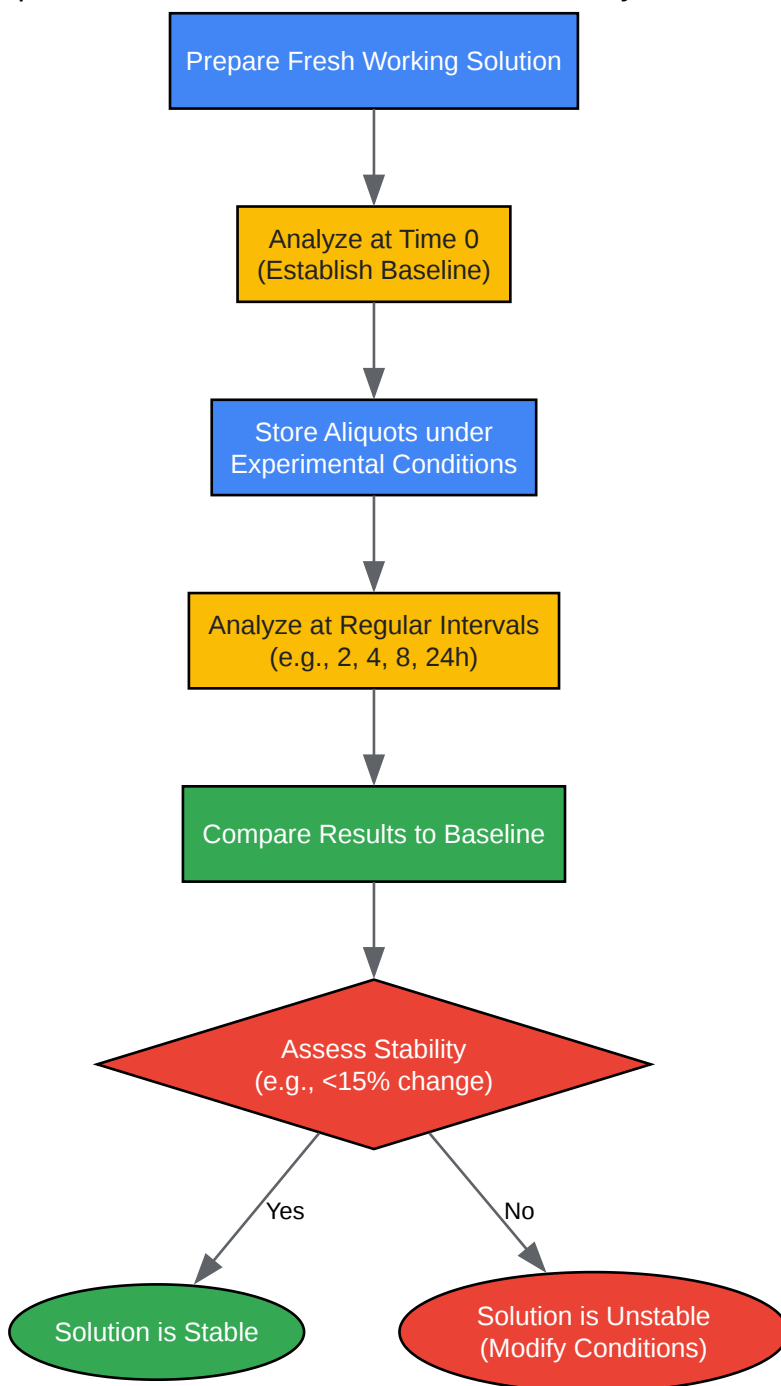 Prepare Fresh Working Solution
Analyze at Time 0
(Establish Baseline)
Store Aliquots under
Experimental Conditions
Analyze at Regular Intervals
(e.g., 2, 4, 8, 24h)
Compare Results to Baseline
Assess Stability
(e.g., <15% change)
Yes
No
Solution is Stable
Solution is Unstable
(Modify Conditions)